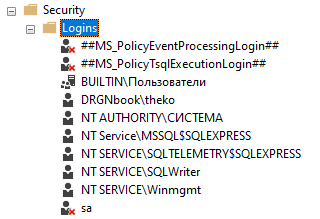 Security
Logins
##MS_PolicyEventProcessingLogin##
##MS_PolicyTsqlExecutionLogin##
BUILTIN\Пользователи
DRGNbook\theko
NT AUTHORITY\СИСТЕМА
NT Service\MSSQL$SQLEXPRESS
NT SERVICE\SQLTELEMETRY$SQLEXPRESS
NT SERVICE\SQLWriter
NT SERVICE\Winmgmt
sa